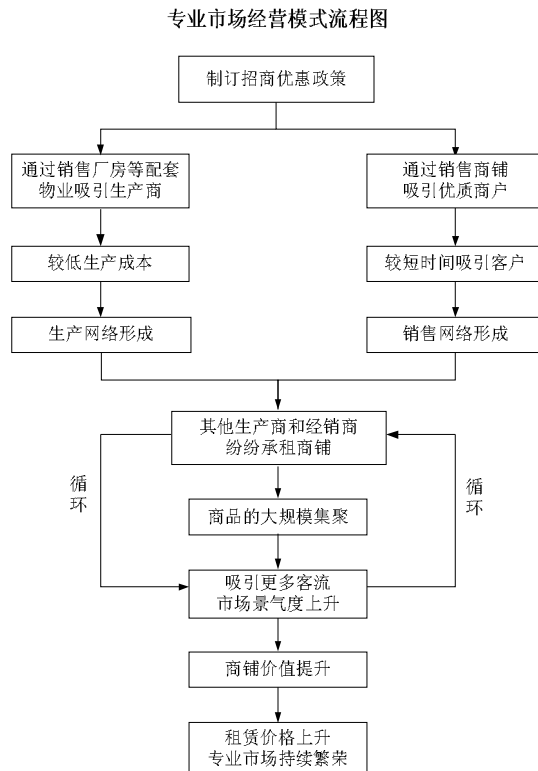 专业市场经营模式流程图
制订招商优惠政策
通过销售厂房等配套
物业吸引生产商
通过销售商铺
吸引优质商户
较低生产成本
较短时间吸引客户
生产网络形成
销售网络形成
其他生产商和经销商
纷纷承租商铺
循环
循环
商品的大规模集聚
吸引更多客流
市场景气度上升
商铺价值提升
租赁价格上升
专业市场持续繁荣